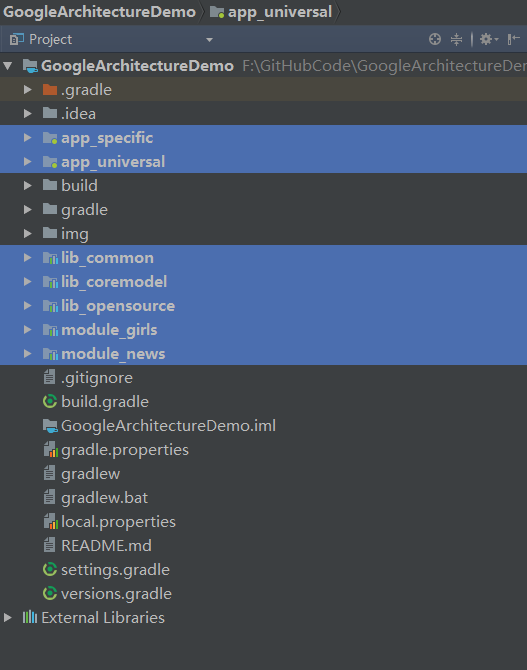 GoogleArchitectureDemo app_universal
Project
GoogleArchitectureDemo F:\GitHubCode\GoogleArchitectureDem
.gradle
.idea
app_specific
app_universal
build
gradle
img
lib_common
lib_coremodel
lib_opensource
module_girls
module_news
.gitignore
build.gradle
GoogleArchitectureDemo.iml
gradle.properties
gradlew
gradlew.bat
local.properties
README.md
settings.gradle
versions.gradle
External Libraries